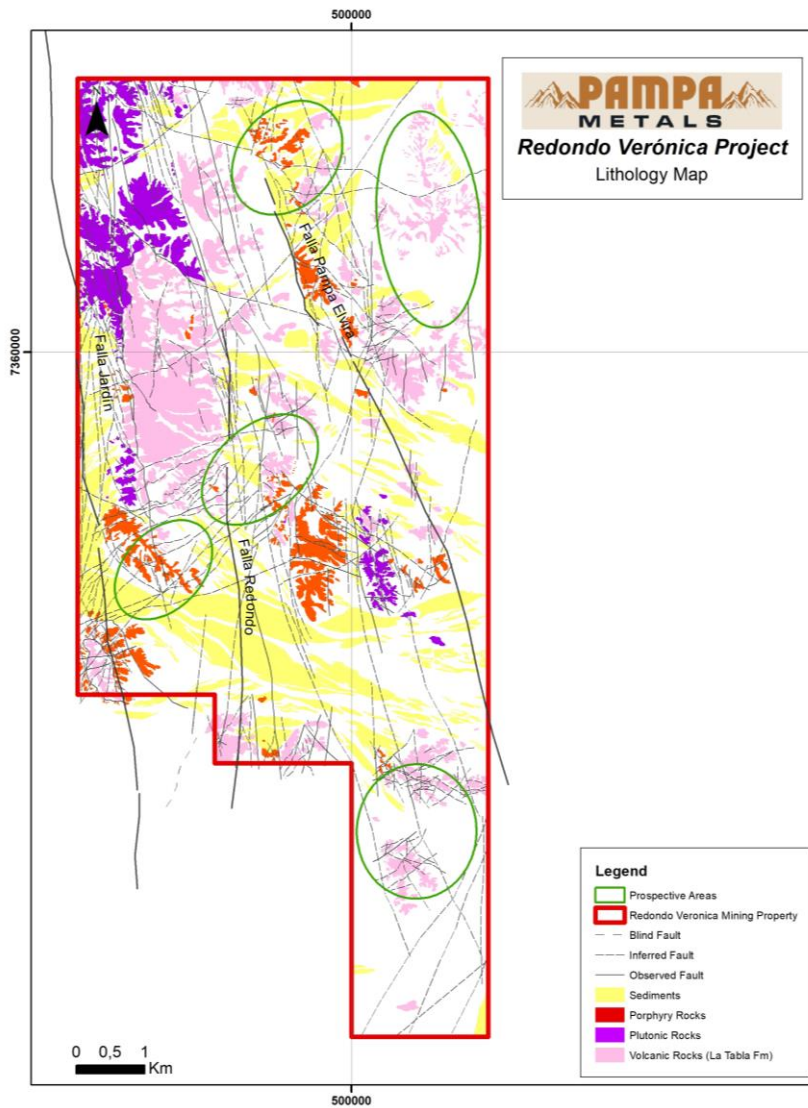 500000
PAMPA
METALS
Redondo Verónica Project
Lithology Map
Falla Pampa Elvira
7360000
Falla Jardín
Falla Redondo
Legend
Prospective Areas
Redondo Veronica Mining Property
Blind Fault
Inferred Fault
Observed Fault
Sediments
Porphyry Rocks
Plutonic Rocks
Volcanic Rocks (La Tabla Fm)
0 0,5 1
Km
500000